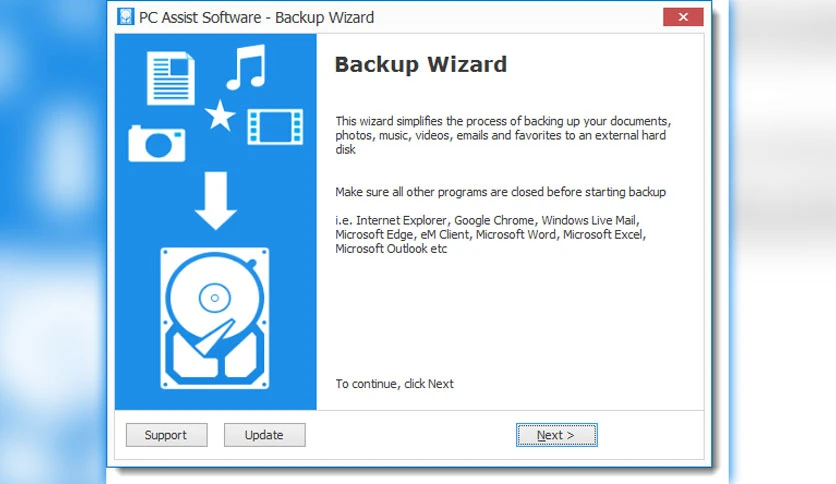 PC Assist Software - Backup Wizard
Backup Wizard
This wizard simplifies the process of backing up your documents,
photos, music, videos, emails and favorites to an external hard
disk
Make sure all other programs are closed before starting backup
i.e. Internet Explorer, Google Chrome, Windows Live Mail,
Microsoft Edge, eM Client, Microsoft Word, Microsoft Excel,
Microsoft Outlook etc
To continue, click Next
Support
Update
Next >